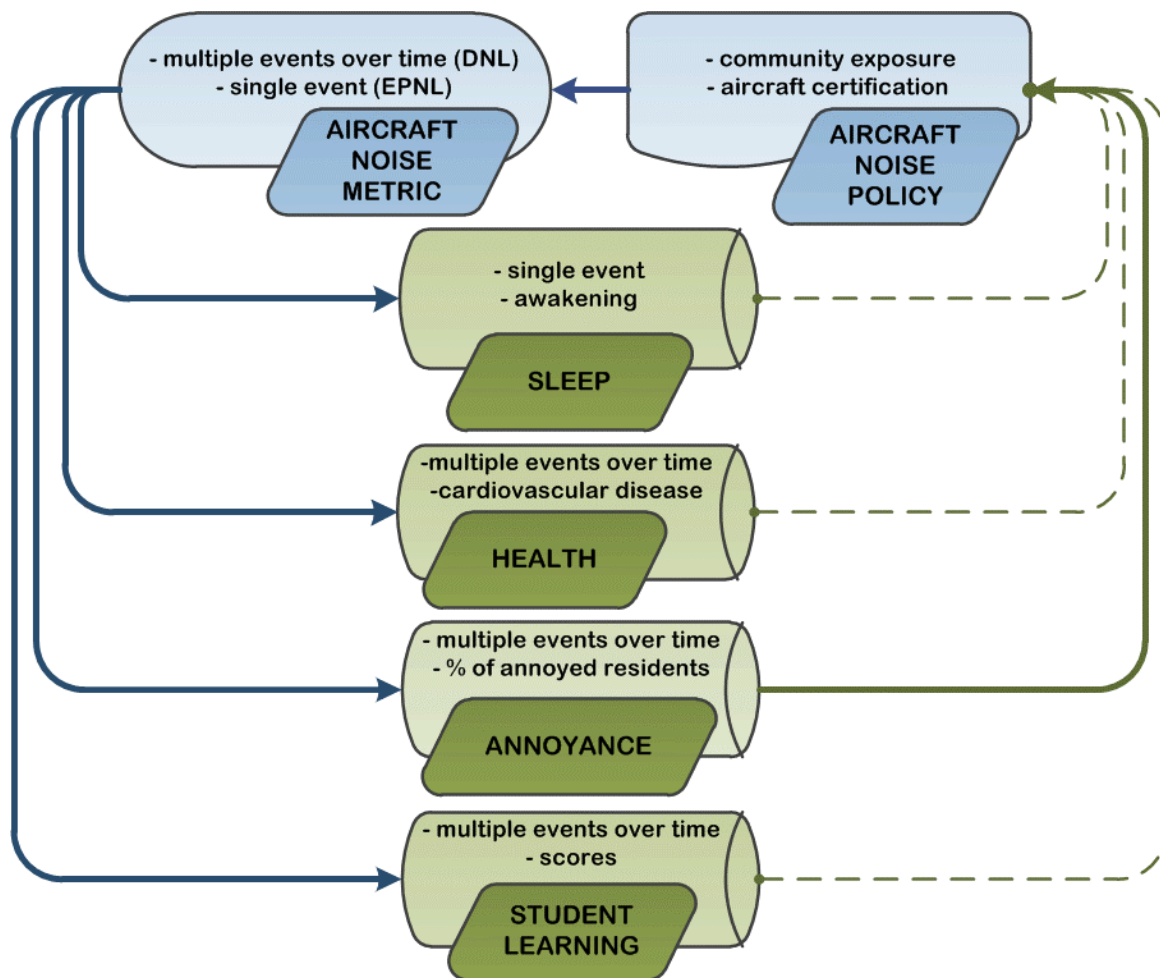 - multiple events over time (DNL)
- single event (EPNL)
AIRCRAFT
NOISE
METRIC
- community exposure
- aircraft certification
AIRCRAFT
NOISE
POLICY
- single event
- awakening
SLEEP
-multiple events over time
-cardiovascular disease
HEALTH
- multiple events over time
- % of annoyed residents
ANNOYANCE
- multiple events over time
- scores
STUDENT
LEARNING